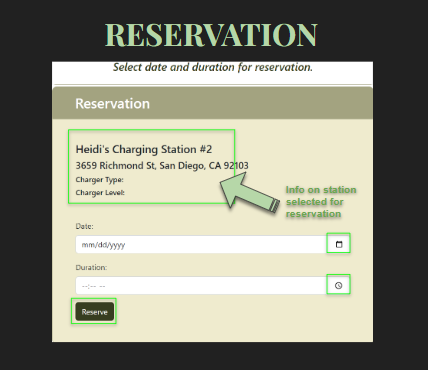 RESERVATION
Select date and duration for reservation.
Reservation
Heidi's Charging Station #2
3659 Richmond St, San Diego, CA 92103
Charger Type:
Charger Level:
Info on station
selected for
reservation
Date:
mm/dd/yyyy
Duration:
--:-- --
Reserve